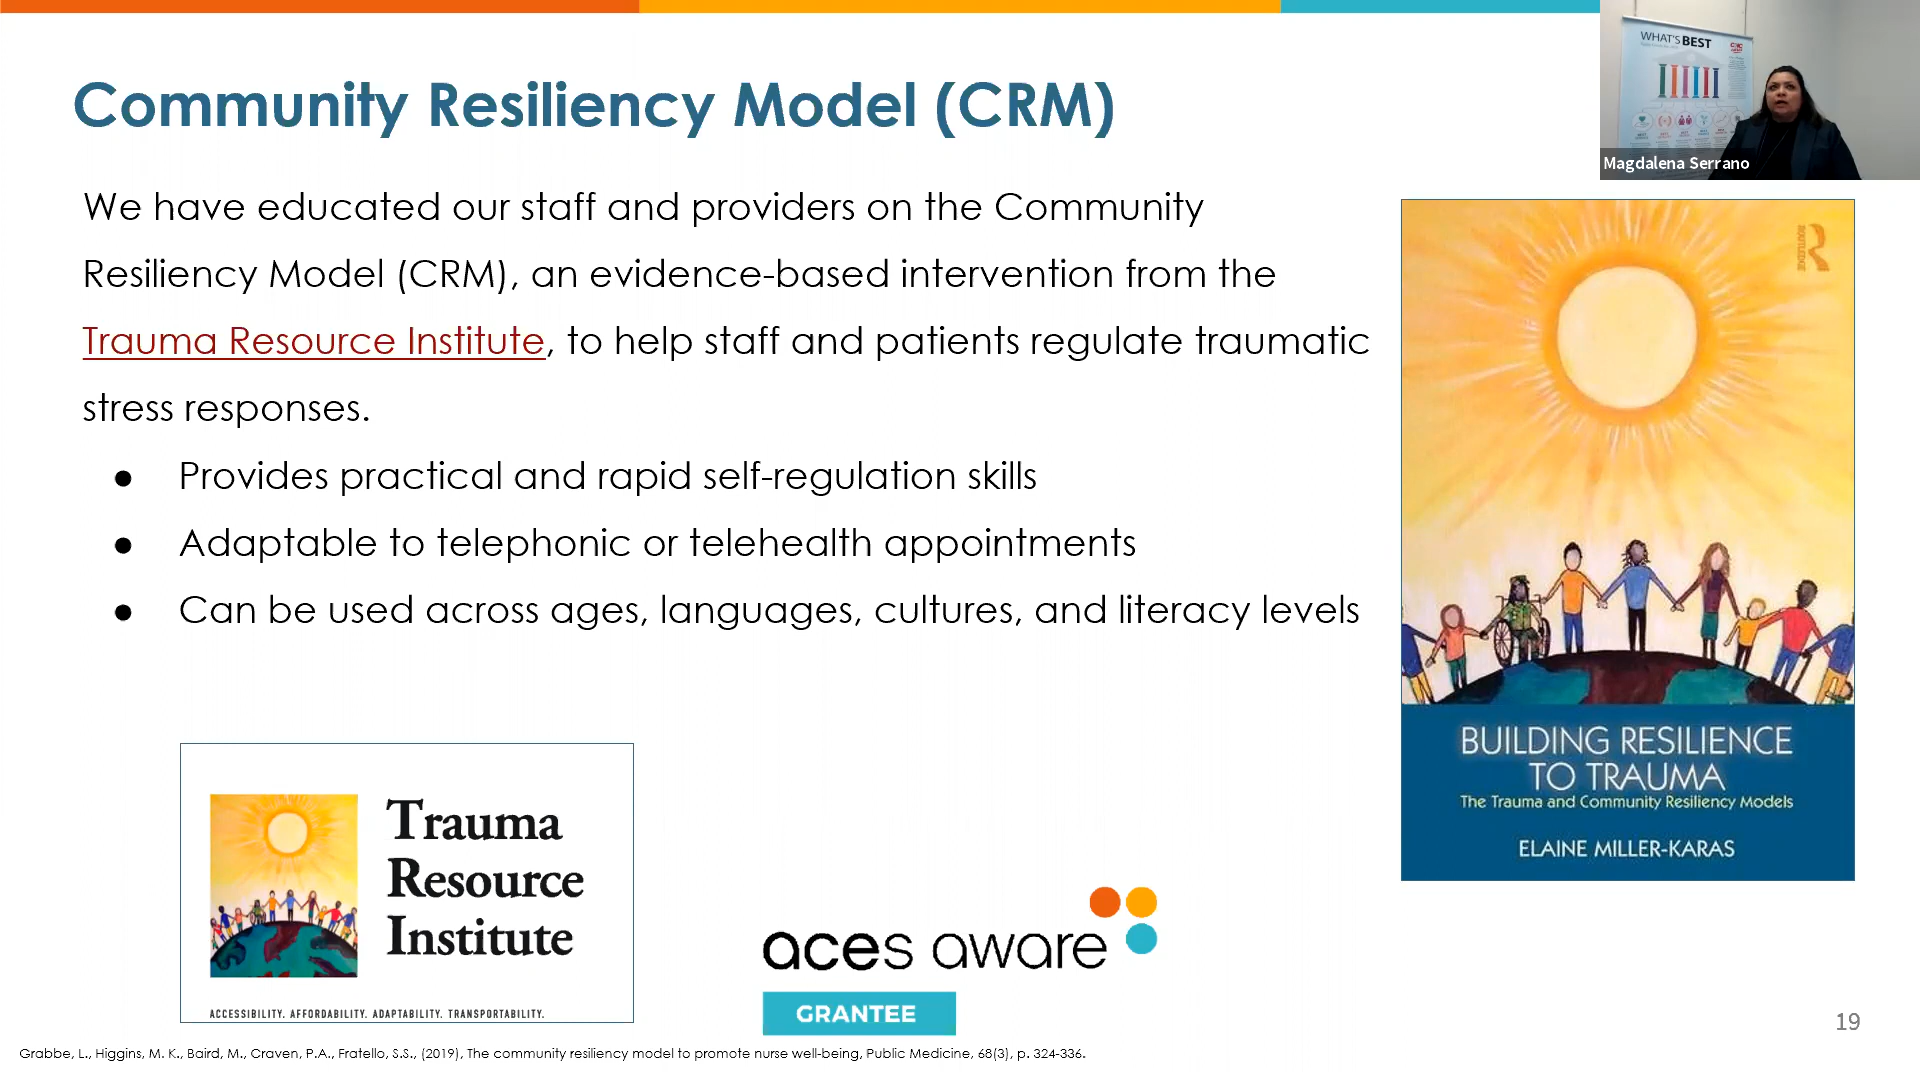 Community Resiliency Model (CRM)
We have educated our staff and providers on the Community
Resiliency Model (CRM), an evidence-based intervention from the
Trauma Resource Institute, to help staff and patients regulate traumatic
stress responses.
● Provides practical and rapid self-regulation skills
● Adaptable to telephonic or telehealth appointments
● Can be used across ages, languages, cultures, and literacy levels
WHAT'S BEST
Magdalena Serrano
ROUTLEDGE
BUILDING RESILIENCE
TO TRAUMA
The Trauma and Community Resiliency Models
ELAINE MILLER-KARAS
Trauma
Resource
Institute
ACCESSIBILITY. AFFORDABILITY. ADAPTABILITY. TRANSPORTABILITY.
aces aware
GRANTEE
19
Grabbe, L., Higgins, M. K., Baird, M., Craven, P.A., Fratello, S.S., (2019), The community resiliency model to promote nurse well-being, Public Medicine, 68(3), p. 324-336.